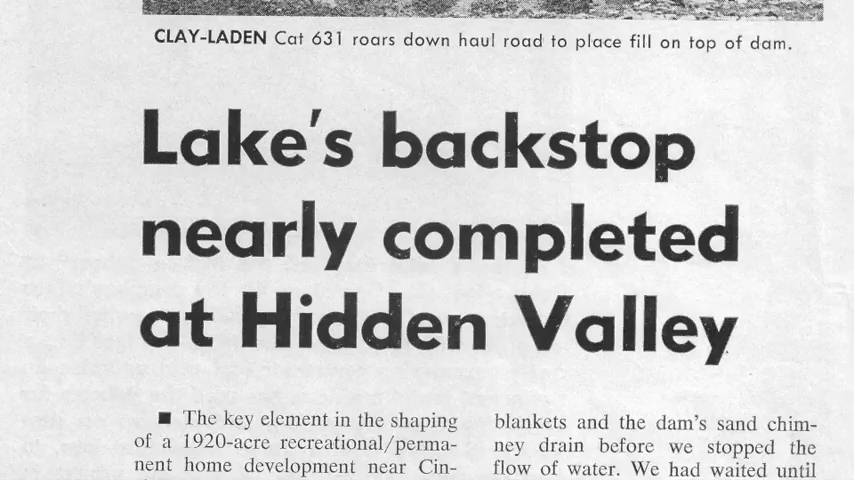 CLAY-LADEN Cat 631 roars down haul road to place fill on top of dam.
Lake's backstop
nearly completed
at Hidden Valley
■ The key element in the shaping
of a 1920-acre recreational/perma-
nent home development near Cin-
blankets and the dam's sand chim-
ney drain before we stopped the
flow of water. We had waited until